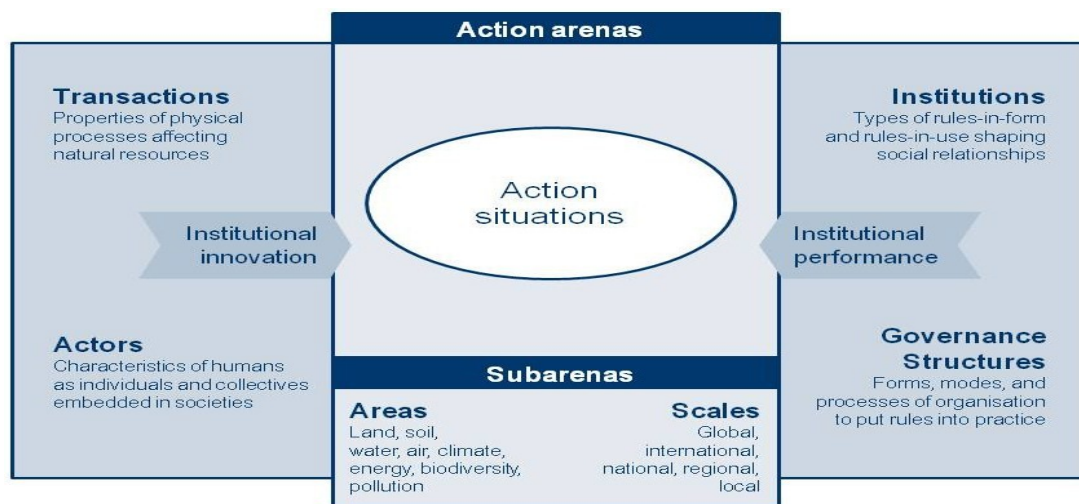 Action arenas
Transactions
Properties of physical
processes affecting
natural resources
Institutional
innovation
Actors
Characteristics of humans
as individuals and collectives
embedded in societies
Action
situations
Subarenas
Areas
Land, soil,
water, air, climate,
energy, biodiversity,
pollution
Scales
Global,
international,
national, regional,
local
Institutions
Types of rules-in-form
and rules-in-use shaping
social relationships
Institutional
performance
Governance
Structures
Forms, modes, and
processes of organisation
to put rules into practice